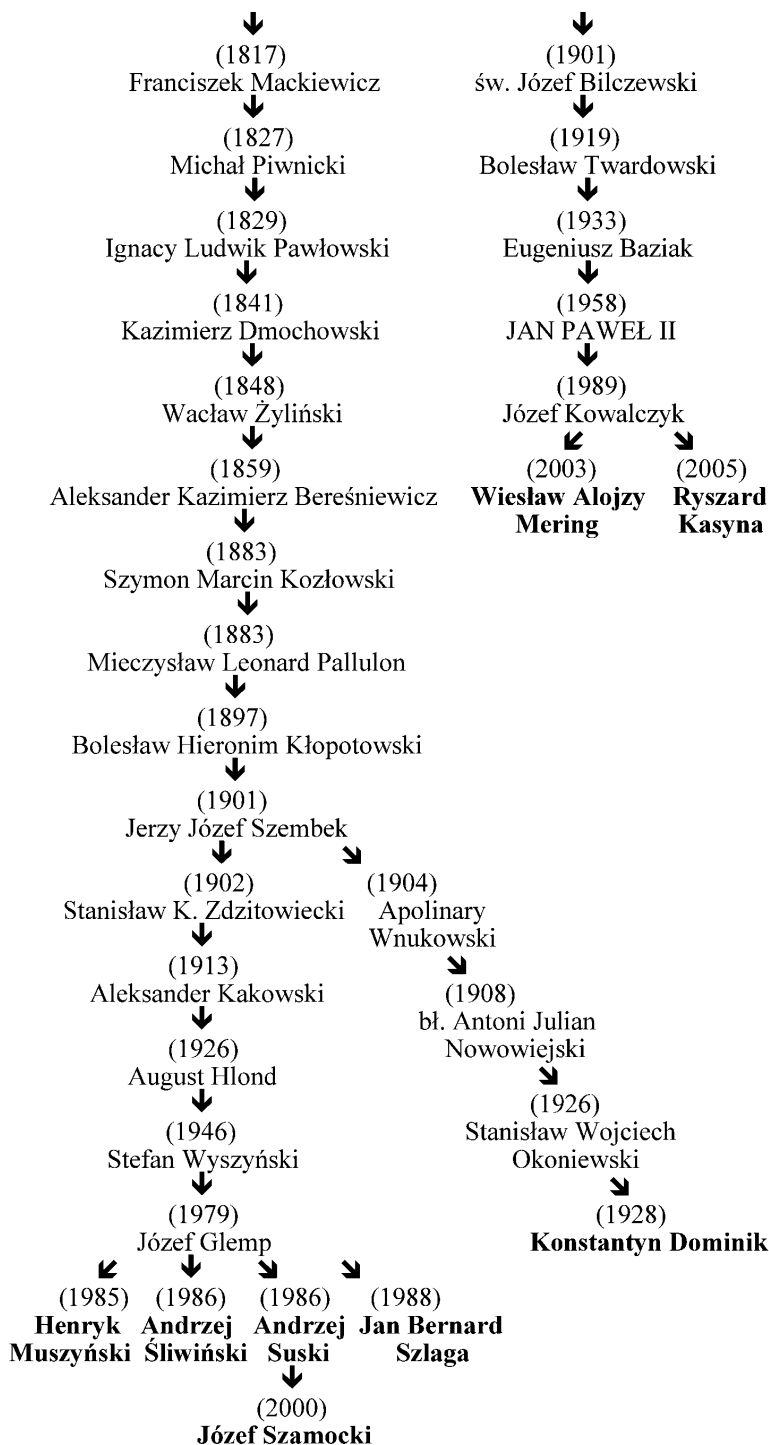 (1817)
Franciszek Mackiewicz
(1827)
Michał Piwnicki
(1829)
Ignacy Ludwik Pawłowski
(1841)
Kazimierz Dmochowski
(1848)
Wacław Żyliński
(1859)
Aleksander Kazimierz Bereśniewicz
(1883)
Szymon Marcin Kozłowski
(1883)
Mieczysław Leonard Pallulon
(1897)
Bolesław Hieronim Kłopotowski
(1901)
Jerzy Józef Szembek
(1902)
Stanisław K. Zdzitowiecki
(1913)
Aleksander Kakowski
(1926)
August Hlond
(1946)
Stefan Wyszyński
(1979)
Józef Glemp
(1985)
Henryk
Muszyński
(1986)
Andrzej
Śliwiński
(1986)
Andrzej
Suski
(1988)
Jan Bernard
Szlaga
(2000)
Józef Szamocki
(1904)
Apolinary
Wnukowski
(1908)
bł. Antoni Julian
Nowowiejski
(1926)
Stanisław Wojciech
Okoniewski
(1928)
Konstantyn Dominik
(1901)
św. Józef Bilczewski
(1919)
Bolesław Twardowski
(1933)
Eugeniusz Baziak
(1958)
JAN PAWEŁ II
(1989)
Józef Kowalczyk
(2003)
Wiesław Alojzy
Mering
(2005)
Ryszard
Kasyna